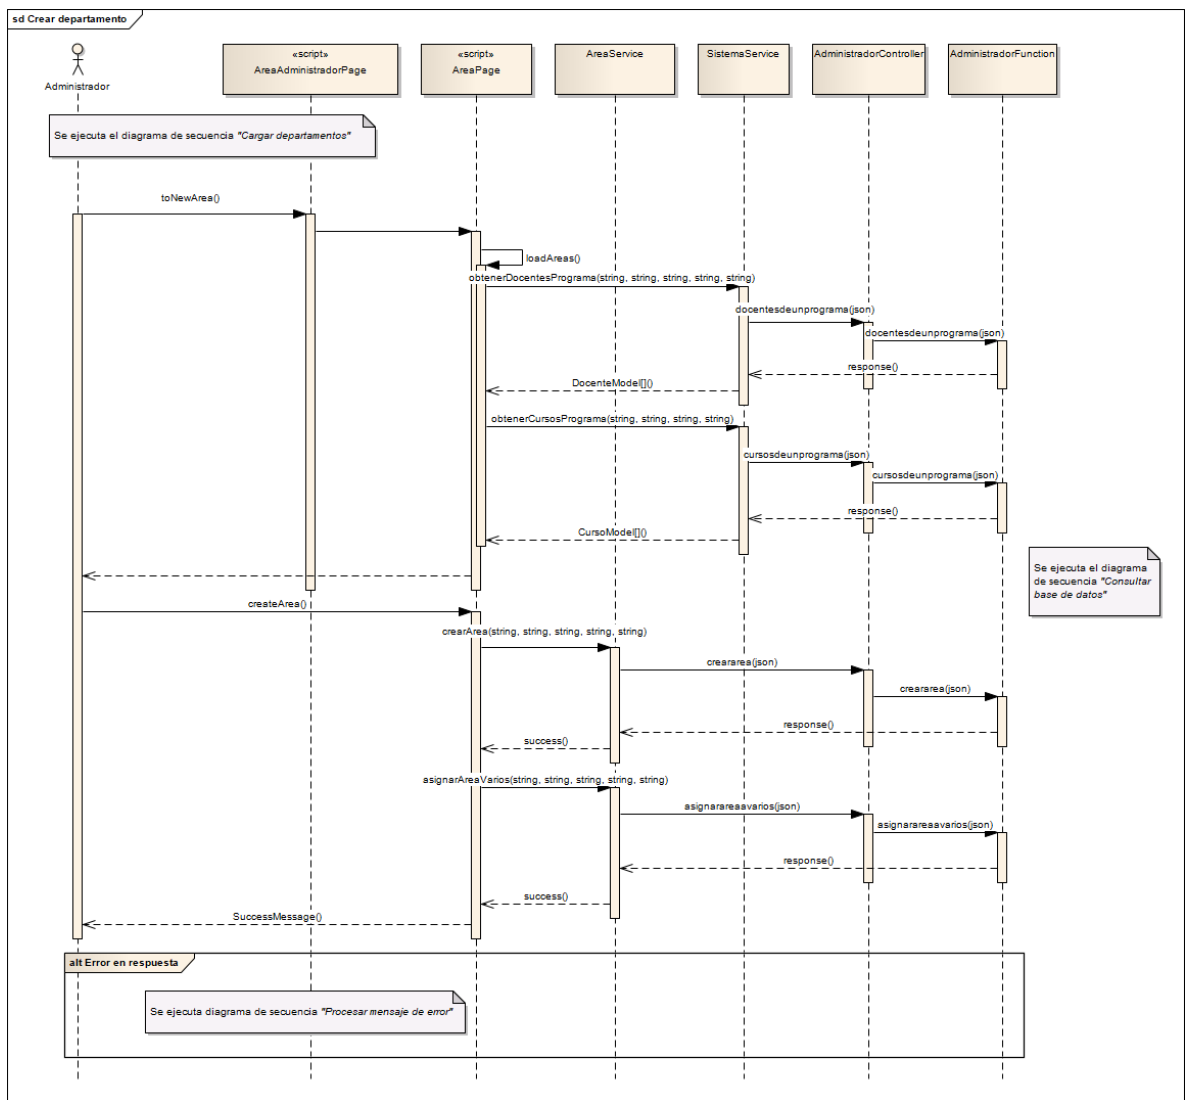 sd Crear departamento
Administrador
«script»
AreaAdministradorPage
«script»
AreaPage
AreaService
SistemaService
AdministradorController
AdministradorFunction
Se ejecuta el diagrama de secuencia "Cargar departamentos"
toNewArea()
loadAreas()
obtenerDocentesPrograma(string, string, string, string, string)
docentesdeunprograma(json)
docentesdeunprograma(json)
response()
DocenteModel[]()
obtenerCursosPrograma(string, string, string, string)
cursosdeunprograma(json)
cursosdeunprograma(json)
response()
CursoModel[]()
Se ejecuta el diagrama
de secuencia "Consultar
base de datos"
createArea()
crearArea(string, string, string, string, string)
creararea(json)
creararea(json)
response()
success()
asignarAreaVarios(string, string, string, string, string)
asignarareaavarios(json)
asignarareaavarios(json)
response()
success()
SuccessMessage()
alt Error en respuesta
Se ejecuta diagrama de secuencia "Procesar mensaje de error"